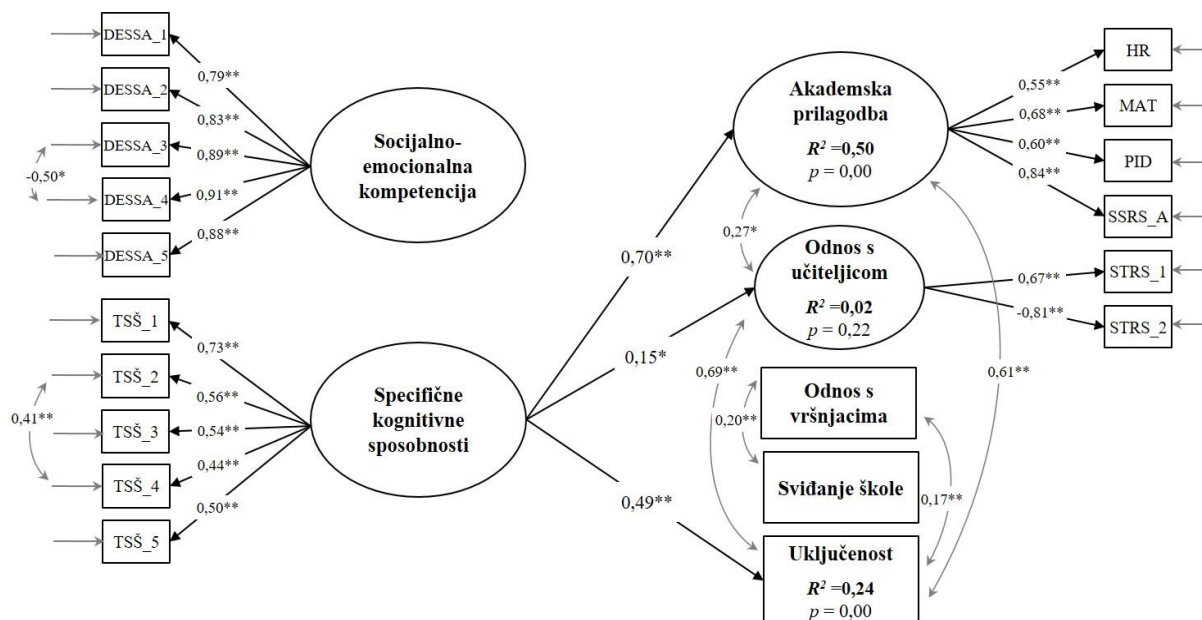 DESSA_1
DESSA_2
DESSA_3
DESSA_4
DESSA_5
-0,50*
0,79**
0,83**
0,89**
0,91**
0,88**
Socijalno-
emocionalna
kompetencija
TSŠ_1
TSŠ_2
TSŠ_3
TSŠ_4
TSŠ_5
0,41**
0,73**
0,56**
0,54**
0,44**
0,50**
Specifične
kognitivne
sposobnosti
0,70**
0,15*
0,49**
Akademska
prilagodba
R² =0,50
p = 0,00
0,27*
Odnos s
učiteljicom
R² =0,02
p = 0,22
0,69**
Odnos s
vršnjacima
0,20**
Sviđanje škole
0,17**
Uključenost
R² =0,24
p = 0,00
0,61**
0,55**
0,68**
0,60**
0,84**
HR
MAT
PID
SSRS_A
0,67**
-0,81**
STRS_1
STRS_2